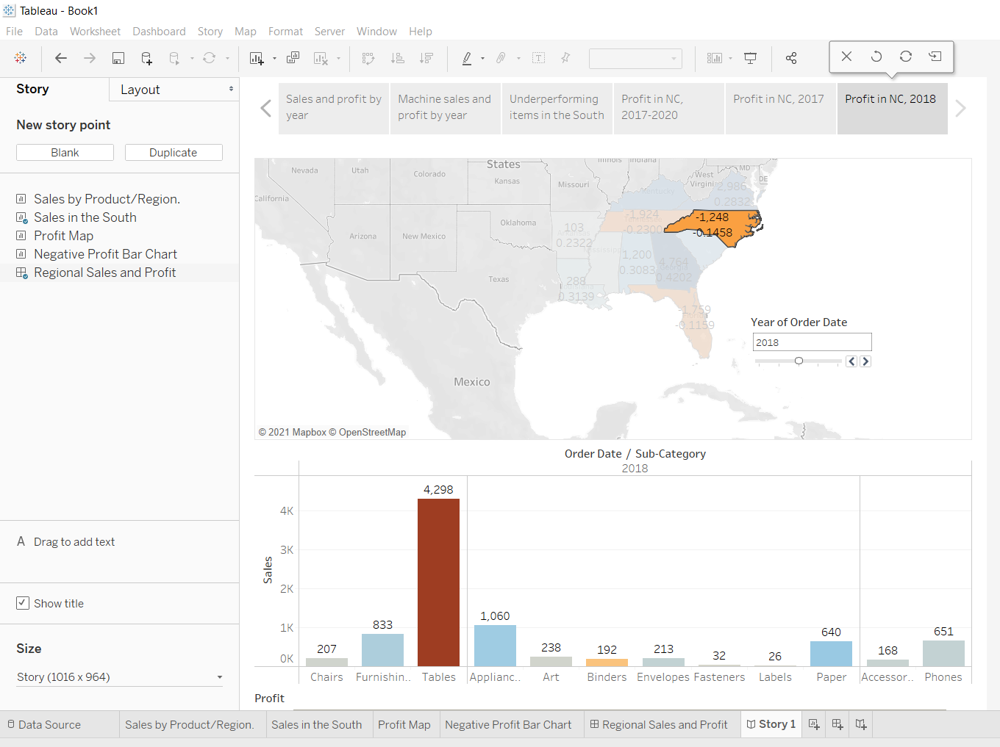 Tableau - Book1
File Data Worksheet Dashboard Story Map Format Server Window Help
Story
Layout
New story point
Blank
Duplicate
Sales by Product/Region.
Sales in the South
Profit Map
Negative Profit Bar Chart
Regional Sales and Profit
A Drag to add text
Show title
Size
Story (1016 x 964)
Sales and profit by
year
Machine sales and
profit by year
Underperforming
items in the South
Profit in NC,
2017-2020
Profit in NC, 2017
Profit in NC, 2018
States
Illinois
Indiana
Nevada
Utah
Colorado
Kansas
Missouri
West
Virgini
MD
DE
California
Kentucky
2,986
0.2832
-1,924
-0.2300
-1,248
-0.1458
Arizona
New Mexico
Oklahoma
103
0.2322
Texas
1,200
0.3083
4,764
0.4202
288
0.3139
-1,759
-0.1159
Year of Order Date
2018
Mexico
© 2021 Mapbox © OpenStreetMap
Order Date / Sub-Category
2018
Sales
4K
3K
2K
1K
0K
207
833
4,298
1,060
238
192
213
32
26
640
168
651
Chairs Furnishin.. Tables Applianc.. Art Binders Envelopes Fasteners Labels Paper Accessor.. Phones
Profit
Data Source Sales by Product/Region. Sales in the South Profit Map Negative Profit Bar Chart Regional Sales and Profit Story 1